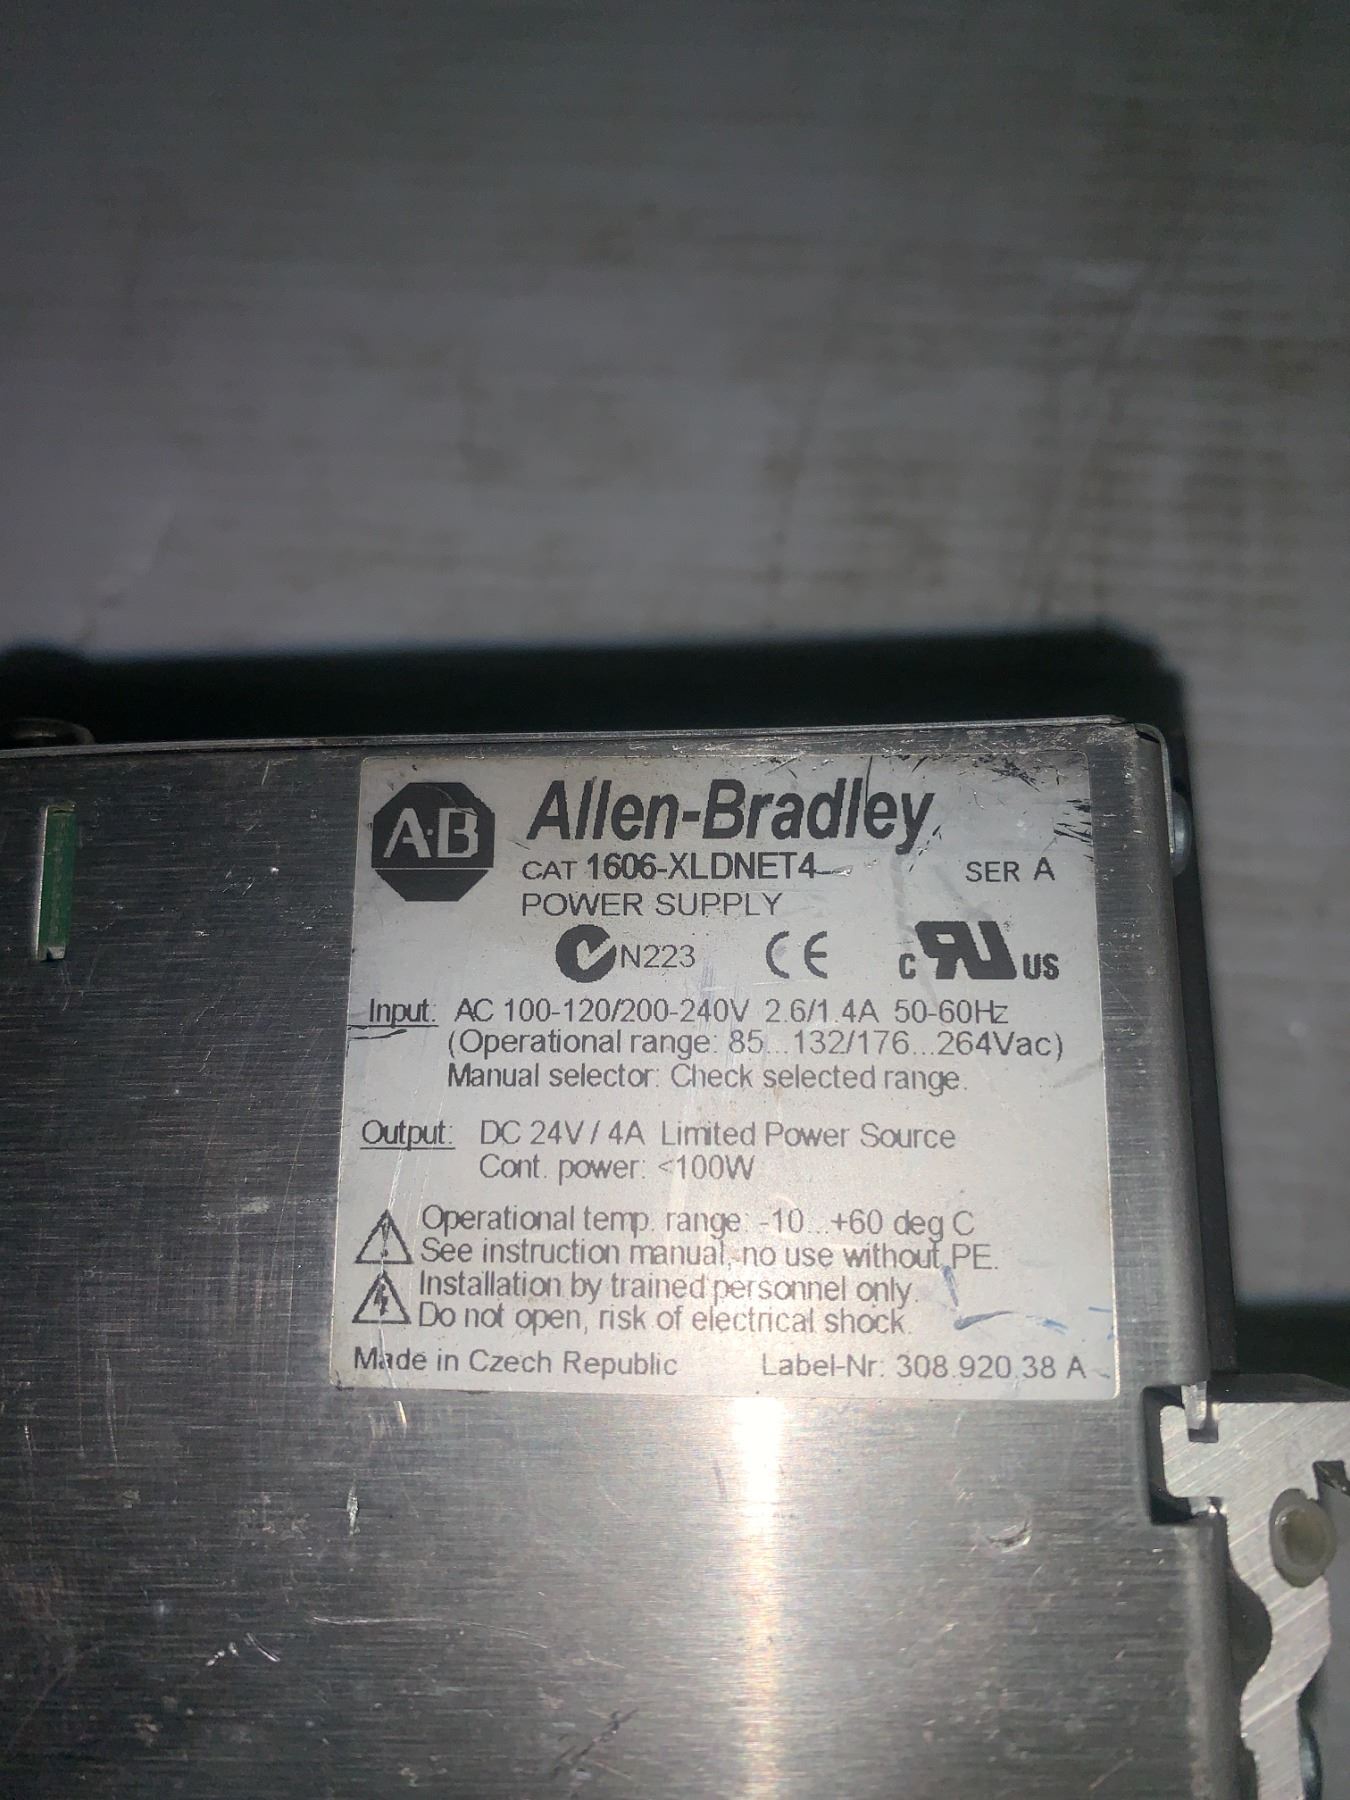 A·B Allen-Bradley
CAT 1606-XLDNET4 SER A
POWER SUPPLY
N223 CE C RU US
Input: AC 100-120/200-240V 2.6/1.4A 50-60Hz
(Operational range: 85...132/176...264Vac)
Manual selector: Check selected range.
Output: DC 24V / 4A Limited Power Source
Cont. power: <100W
Operational temp. range: -10...+60 deg C
See instruction manual, no use without PE.
Installation by trained personnel only.
Do not open, risk of electrical shock.
Made in Czech Republic Label-Nr: 308.920.38 A